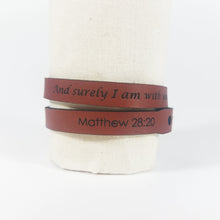 And surely I am with
Matthew 28:20